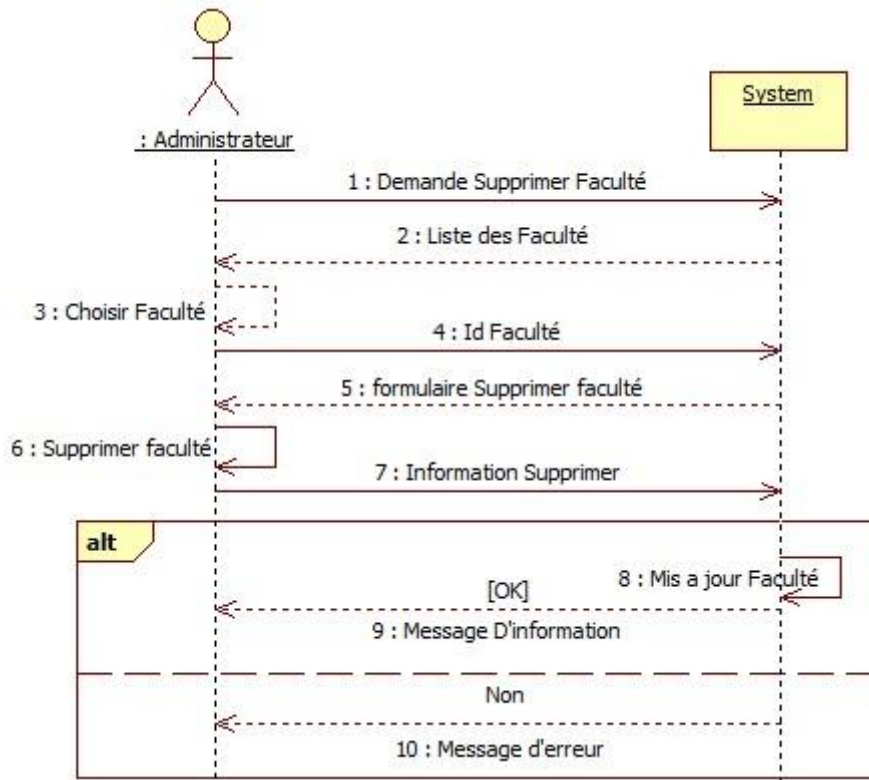 System
: Administrateur
1 : Demande Supprimer Faculté
2 : Liste des Faculté
3 : Choisir Faculté
4 : Id Faculté
5 : formulaire Supprimer faculté
6 : Supprimer faculté
7 : Information Supprimer
alt
8 : Mis a jour Faculté
[OK]
9 : Message D'information
Non
10 : Message d'erreur